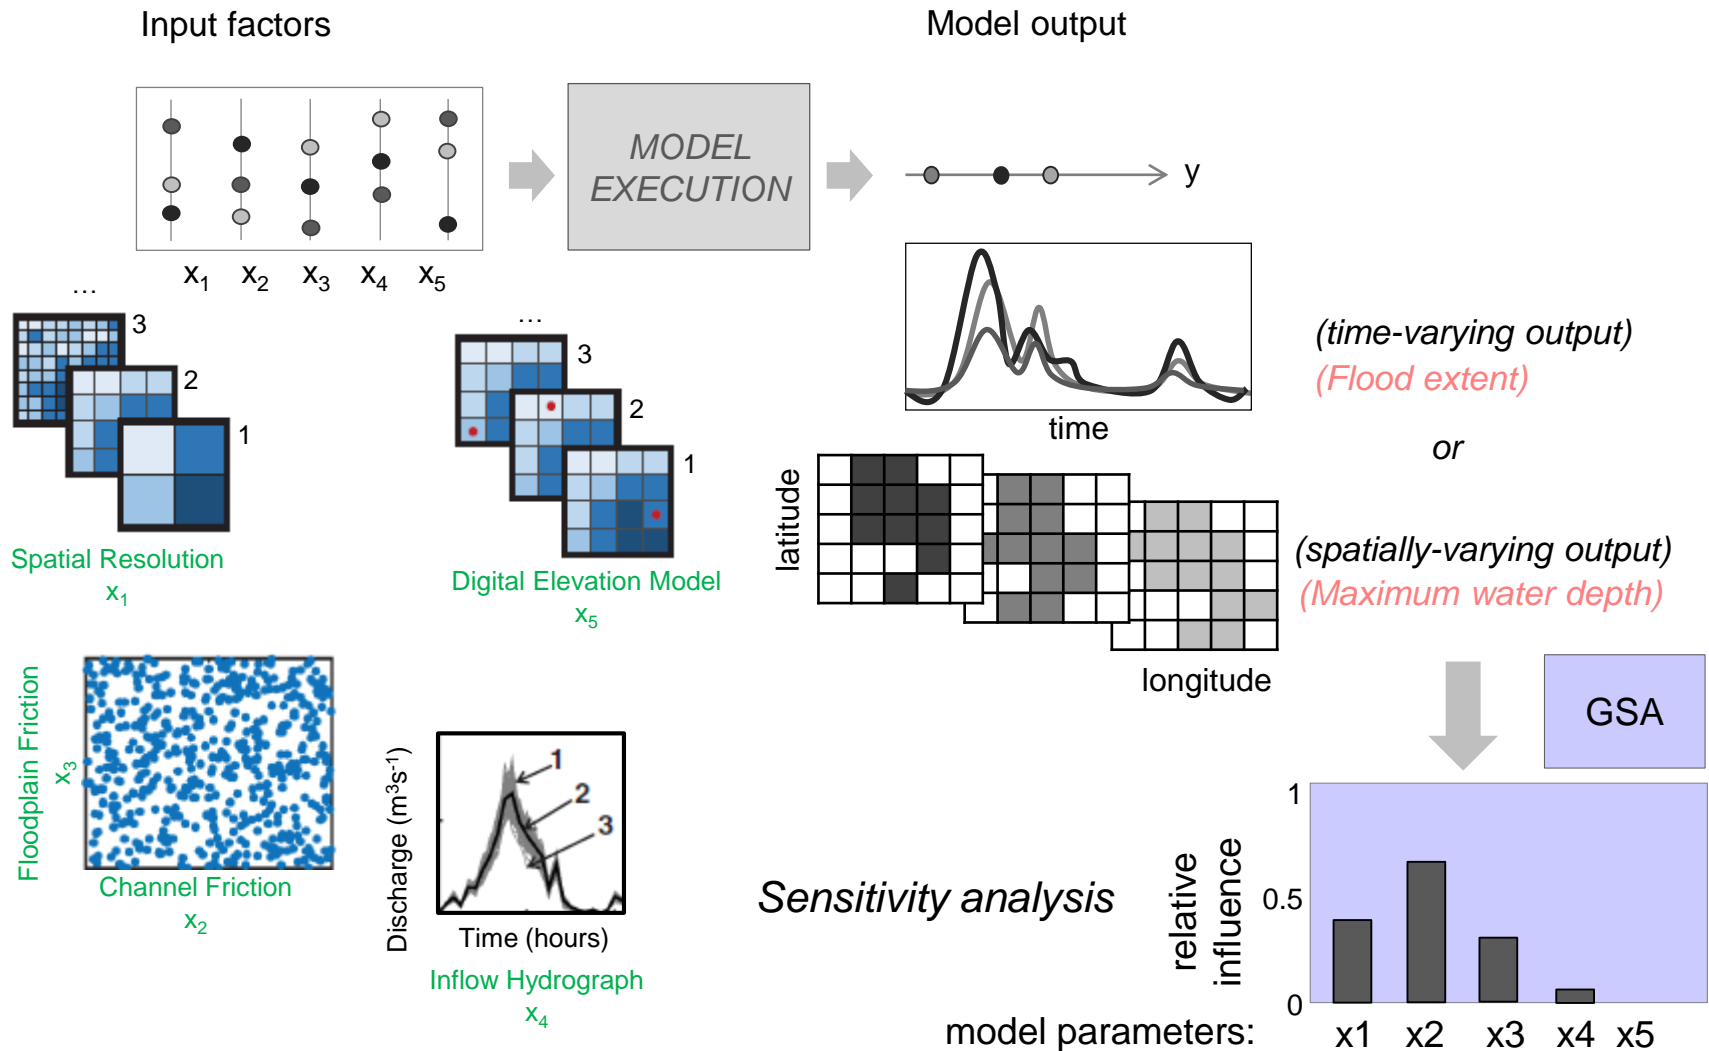 Input factors
Model output
MODEL
EXECUTION
y
x1 x2 x3 x4 x5
...
3
2
1
Spatial Resolution
x1
...
3
2
1
Digital Elevation Model
x5
time
(time-varying output)
(Flood extent)
or
latitude
longitude
(spatially-varying output)
(Maximum water depth)
Floodplain Friction
x3
Channel Friction
x2
Discharge (m³s⁻¹)
1
2
3
Time (hours)
Inflow Hydrograph
x4
Sensitivity analysis
GSA
relative
influence
1
0.5
0
model parameters: x1 x2 x3 x4 x5